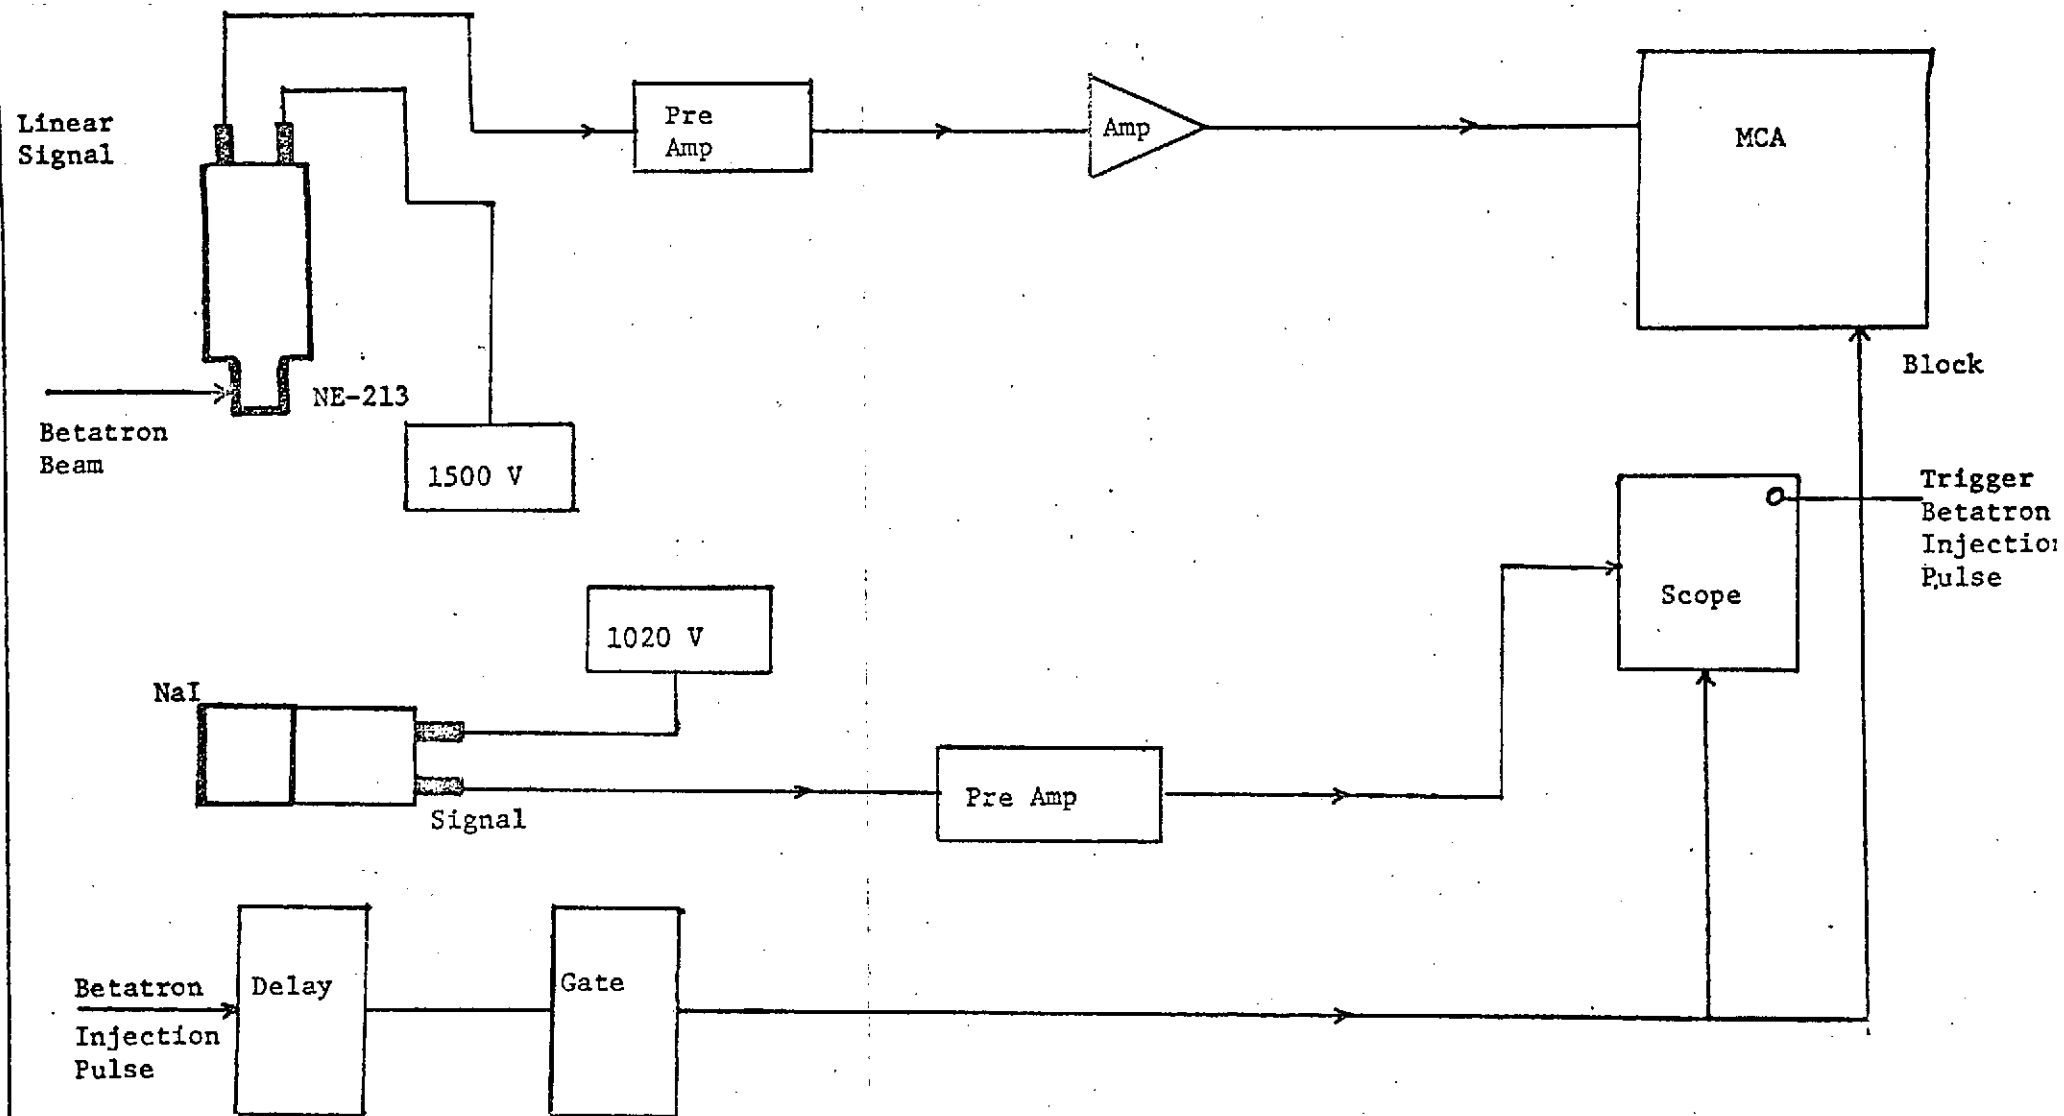 Linear
Signal
Pre
Amp
Amp
MCA
NE-213
Betatron
Beam
1500 V
Block
Trigger
Betatron
Injection
Pulse
Scope
1020 V
NaI
Signal
Pre Amp
Betatron
Injection
Pulse
Delay
Gate